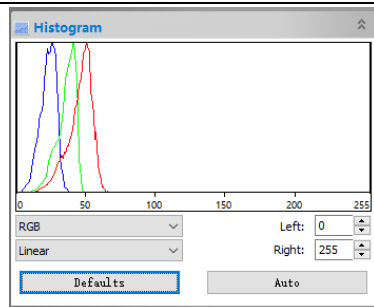 Histogram
0 50 100 150 200 255
RGB Left: 0
Linear Right: 255
Defaults Auto